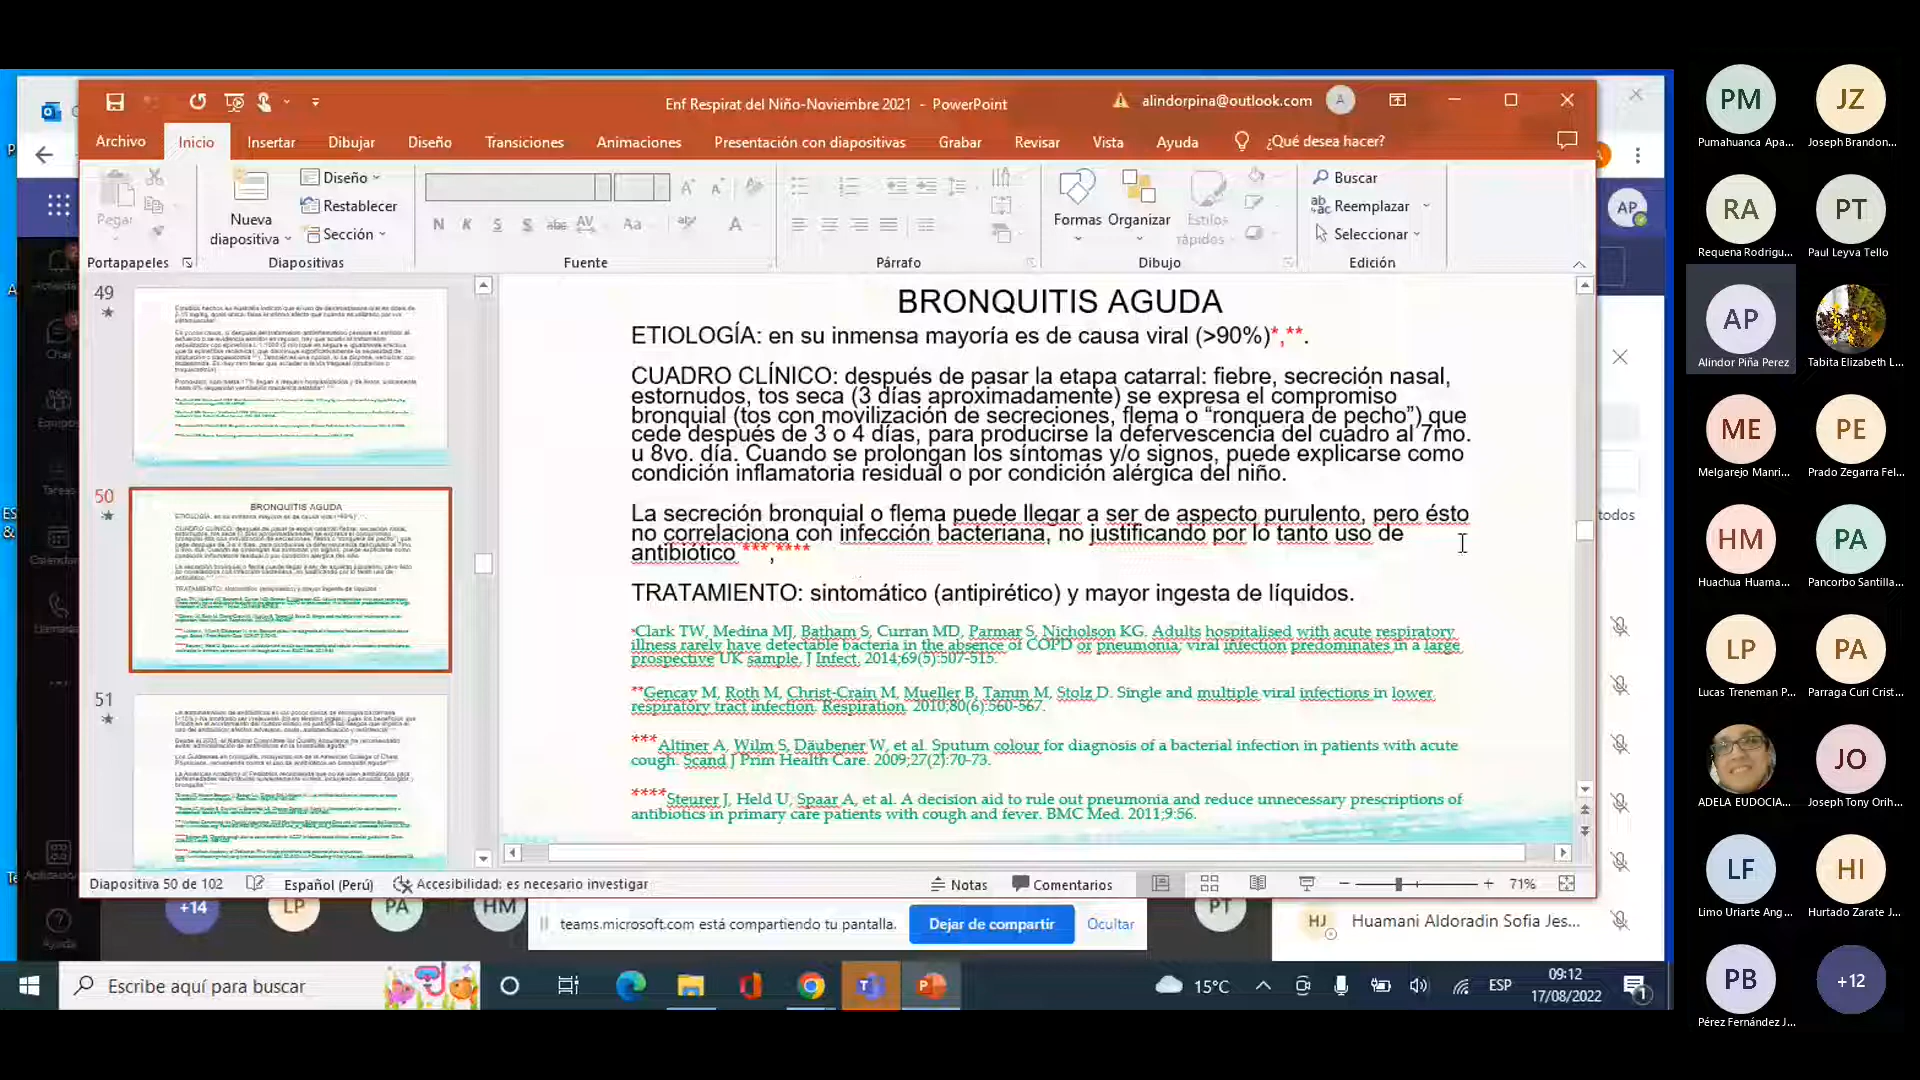 Enf Respirat del Niño-Noviembre 2021 - PowerPoint
alindorpina@outlook.com
A
Archivo
Inicio
Insertar
Dibujar
Diseño
Transiciones
Animaciones
Presentación con diapositivas
Grabar
Revisar
Vista
Ayuda
¿Qué desea hacer?
Pegar
Nueva
diapositiva
Diseño
Restablecer
Sección
N K S S abc AV Aa A
Formas
Organizar
Estilos
rápidos
Buscar
Reemplazar
Seleccionar
Portapapeles
Diapositivas
Fuente
Párrafo
Dibujo
Edición
49
50
BRONQUITIS AGUDA
51
BRONQUITIS AGUDA
ETIOLOGÍA: en su inmensa mayoría es de causa viral (>90%)*,**.
CUADRO CLÍNICO: después de pasar la etapa catarral: fiebre, secreción nasal,
estornudos, tos seca (3 días aproximadamente) se expresa el compromiso
bronquial (tos con movilización de secreciones, flema o “ronquera de pecho”) que
cede después de 3 o 4 días, para producirse la defervescencia del cuadro al 7mo.
u 8vo. día. Cuando se prolongan los síntomas y/o signos, puede explicarse como
condición inflamatoria residual o por condición alérgica del niño.
La secreción bronquial o flema puede llegar a ser de aspecto purulento, pero ésto
no correlaciona con infección bacteriana, no justificando por lo tanto uso de
antibiótico ***,****
TRATAMIENTO: sintomático (antipirético) y mayor ingesta de líquidos.
*Clark TW, Medina MJ, Batham S, Curran MD, Parmar S, Nicholson KG. Adults hospitalised with acute respiratory
illness rarely have detectable bacteria in the absence of COPD or pneumonia; viral infection predominates in a large
prospective UK sample. J Infect. 2014;69(5):507-515.
**Gencay M, Roth M, Christ-Crain M, Mueller B, Tamm M, Stolz D. Single and multiple viral infections in lower
respiratory tract infection. Respiration. 2010;80(6):560-567.
***Altiner A, Wilm S, Däubener W, et al. Sputum colour for diagnosis of a bacterial infection in patients with acute
cough. Scand J Prim Health Care. 2009;27(2):70-73.
****Steurer J, Held U, Spaar A, et al. A decision aid to rule out pneumonia and reduce unnecessary prescriptions of
antibiotics in primary care patients with cough and fever. BMC Med. 2011;9:56.
Diapositiva 50 de 102
Español (Perú)
Accesibilidad: es necesario investigar
Notas
Comentarios
71%
AP
todos
+14
LP
PA
HM
PT
teams.microsoft.com está compartiendo tu pantalla.
Dejar de compartir
Ocultar
HJ
Huamani Aldoradin Sofia Jes...
Escribe aquí para buscar
15°C
ESP
09:12
17/08/2022
1
PM
Pumahuanca Apa...
JZ
Joseph Brandon...
RA
Requena Rodrigu...
PT
Paul Leyva Tello
AP
Alindor Piña Perez
Tabita Elizabeth L...
ME
Melgarejo Manri...
PE
Prado Zegarra Fel...
HM
Huachua Huama...
PA
Pancorbo Santilla...
LP
Lucas Treneman P...
PA
Parraga Curi Crist...
ADELA EUDOCIA...
JO
Joseph Tony Orih...
LF
Limo Uriarte Ang...
HI
Hurtado Zarate J...
PB
Pérez Fernández J...
+12